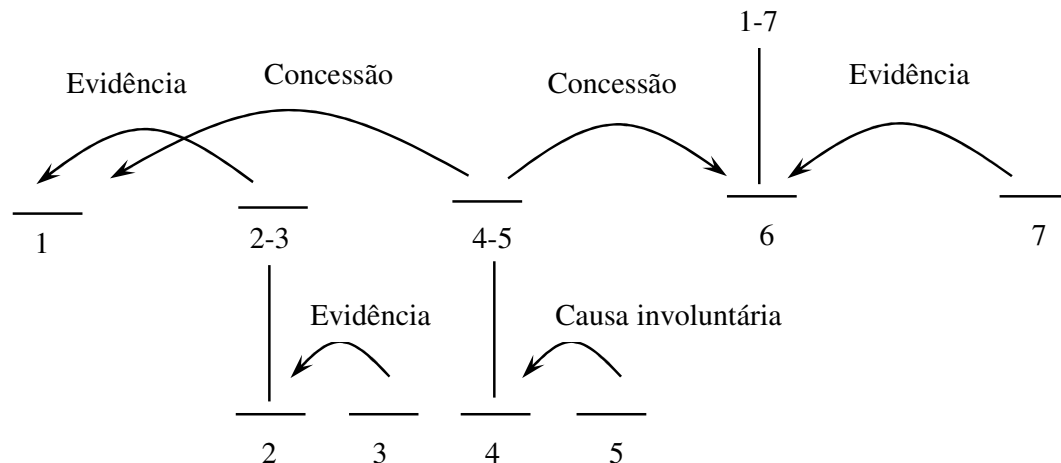 1-7
Evidência Concessão Concessão Evidência
1 2-3 4-5 6 7
Evidência Causa involuntária
2 3 4 5